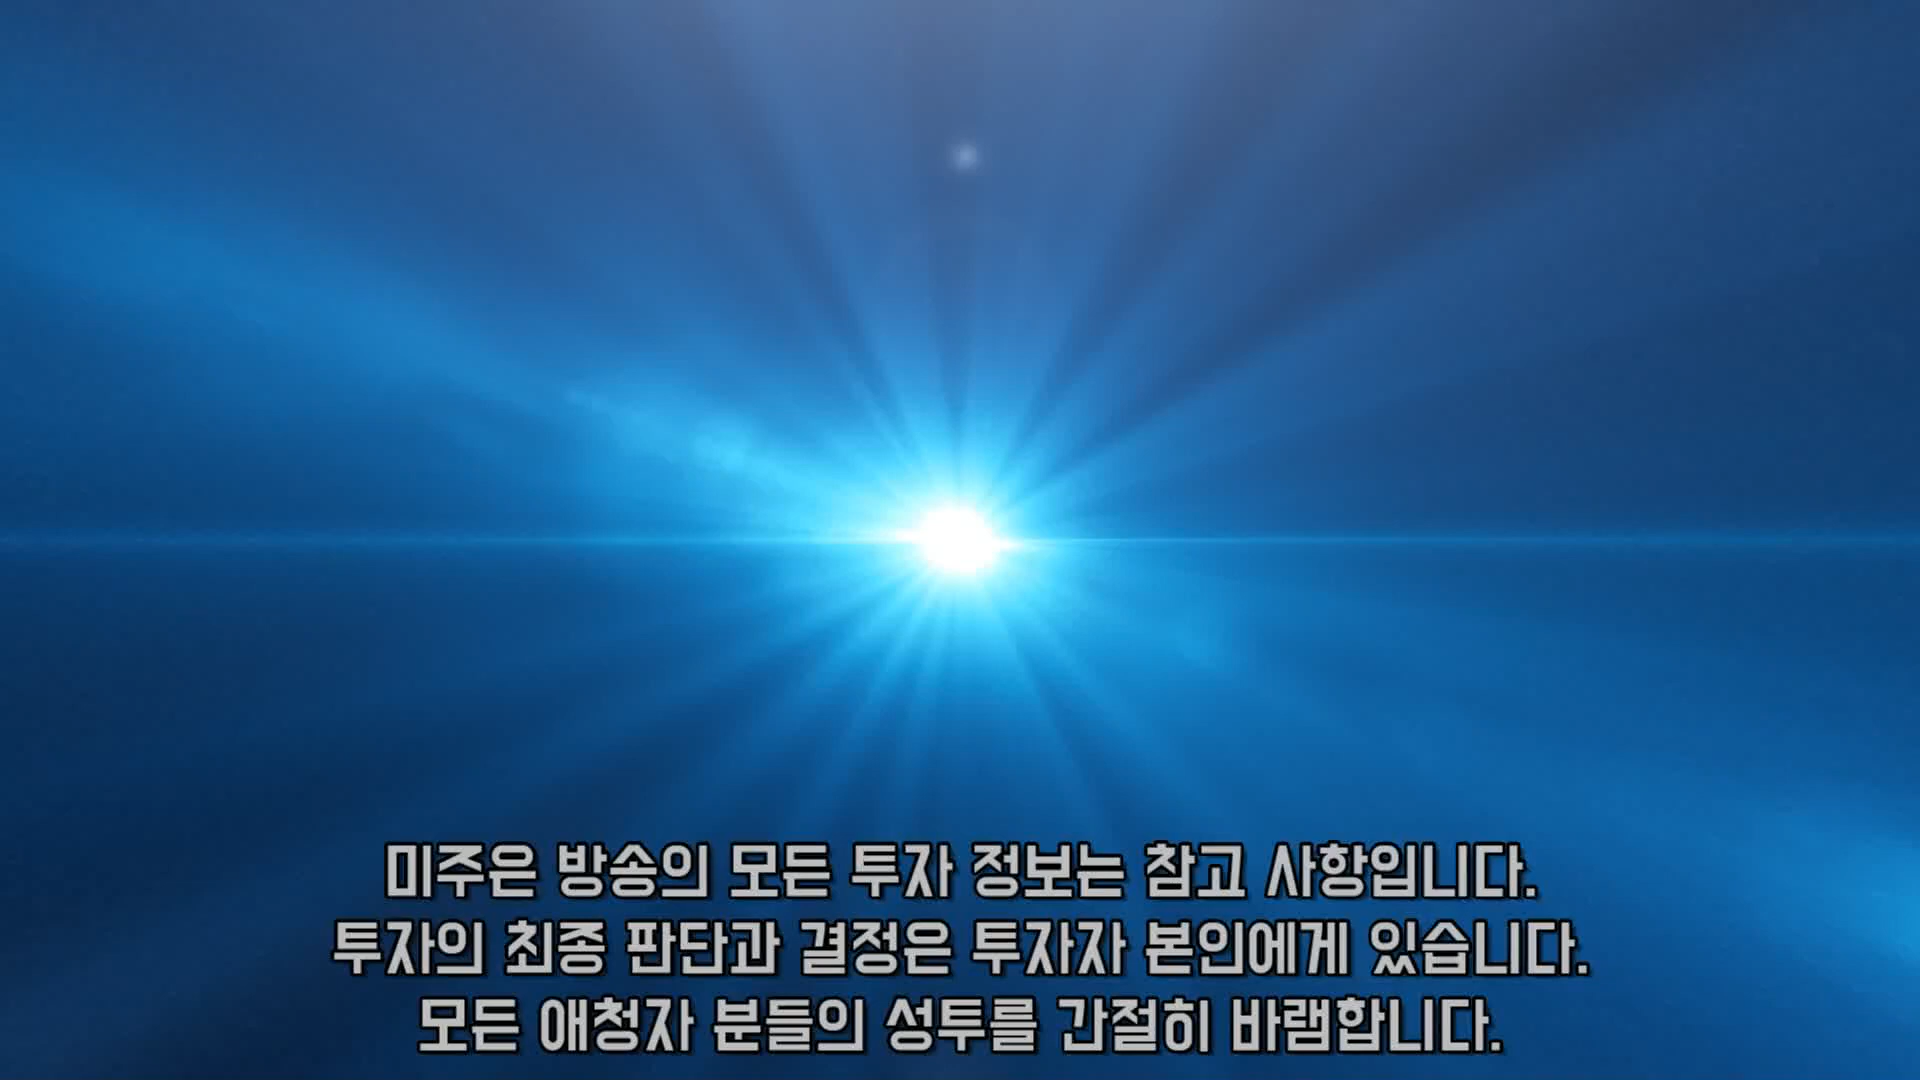 미주은 방송의 모든 투자 정보는 참고 사항입니다.
투자의 최종 판단과 결정은 투자자 본인에게 있습니다.
모든 애청자 분들의 성투를 간절히 바램합니다.